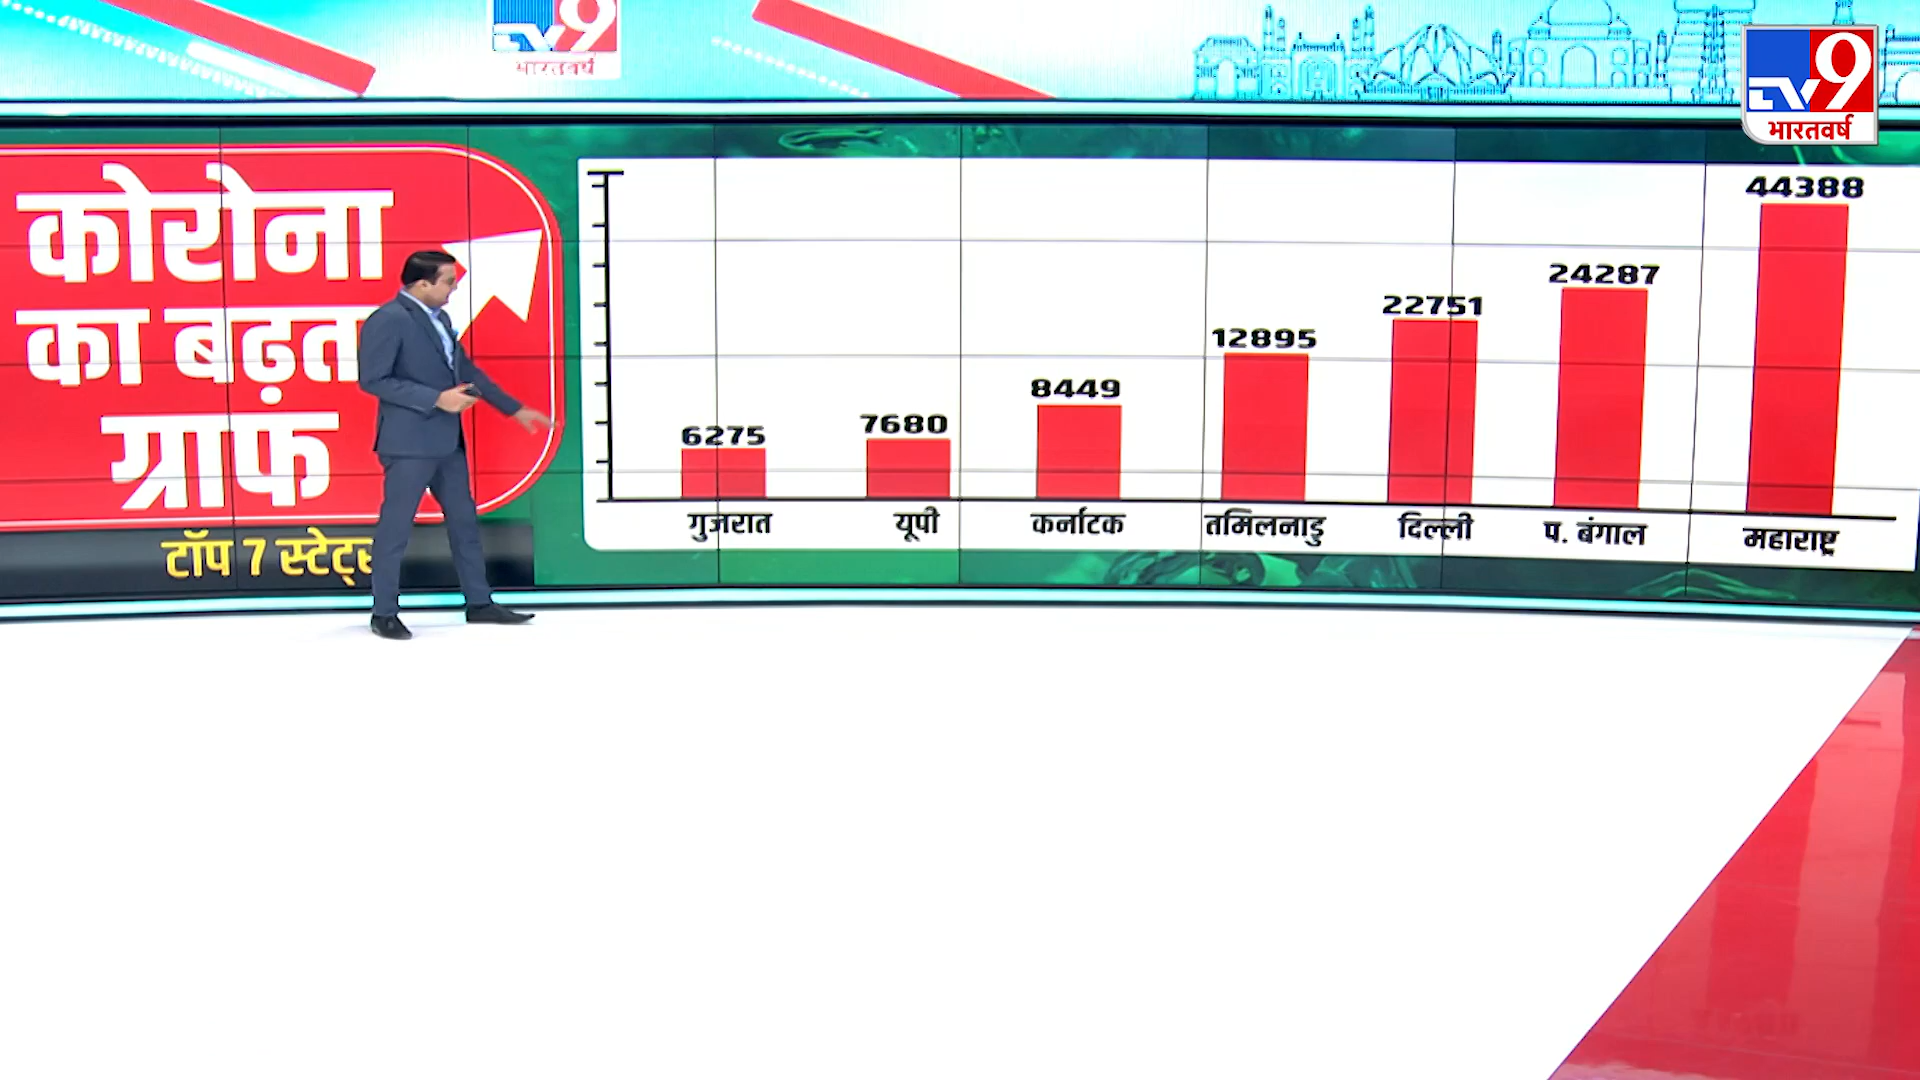 TV9
भारतवर्ष
TV9
भारतवर्ष
कोरोना
का बढ़ता
ग्राफ
टॉप 7 स्टेट्स
44388
24287
22751
12895
8449
7680
6275
गुजरात
यूपी
कर्नाटक
तमिलनाडु
दिल्ली
प. बंगाल
महाराष्ट्र